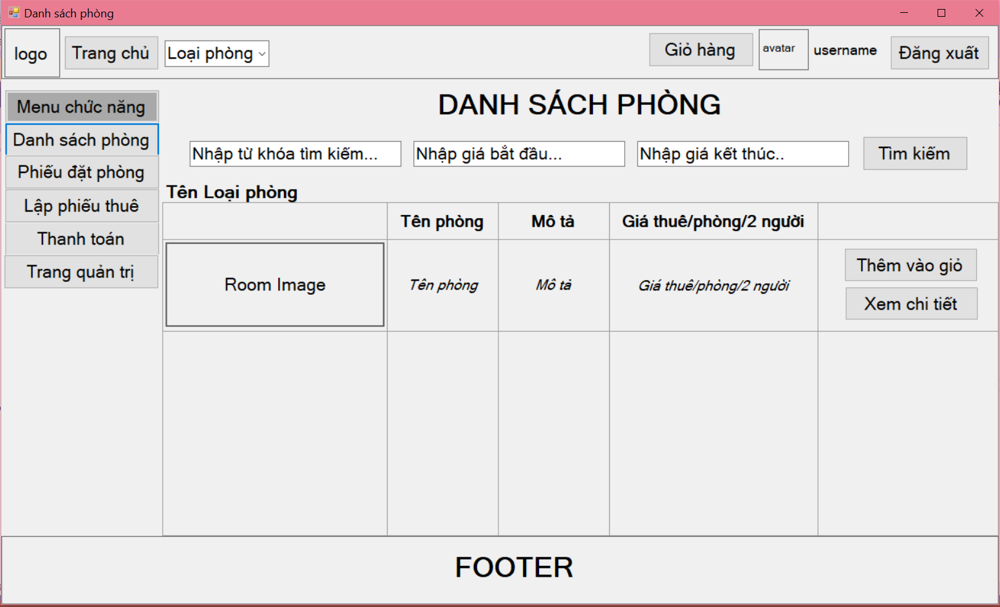 Danh sách phòng
logo
Trang chủ
Loại phòng
Giỏ hàng
avatar
username
Đăng xuất
Menu chức năng
Danh sách phòng
Phiếu đặt phòng
Lập phiếu thuê
Thanh toán
Trang quản trị
DANH SÁCH PHÒNG
Nhập từ khóa tìm kiếm...
Nhập giá bắt đầu...
Nhập giá kết thúc..
Tìm kiếm
Tên Loại phòng
Tên phòng
Mô tả
Giá thuê/phòng/2 người
Room Image
Tên phòng
Mô tả
Giá thuê/phòng/2 người
Thêm vào giỏ
Xem chi tiết
FOOTER